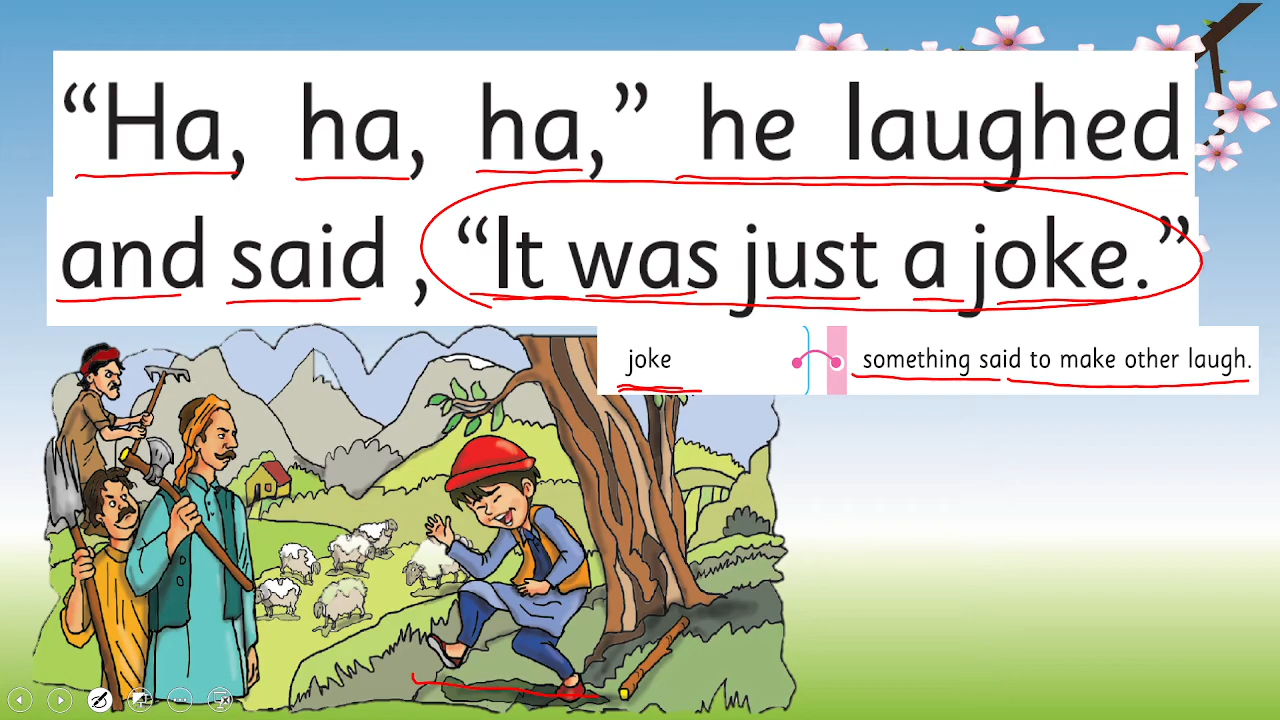 “Ha, ha, ha,” he laughed
and said , “It was just a joke.”
joke something said to make other laugh.